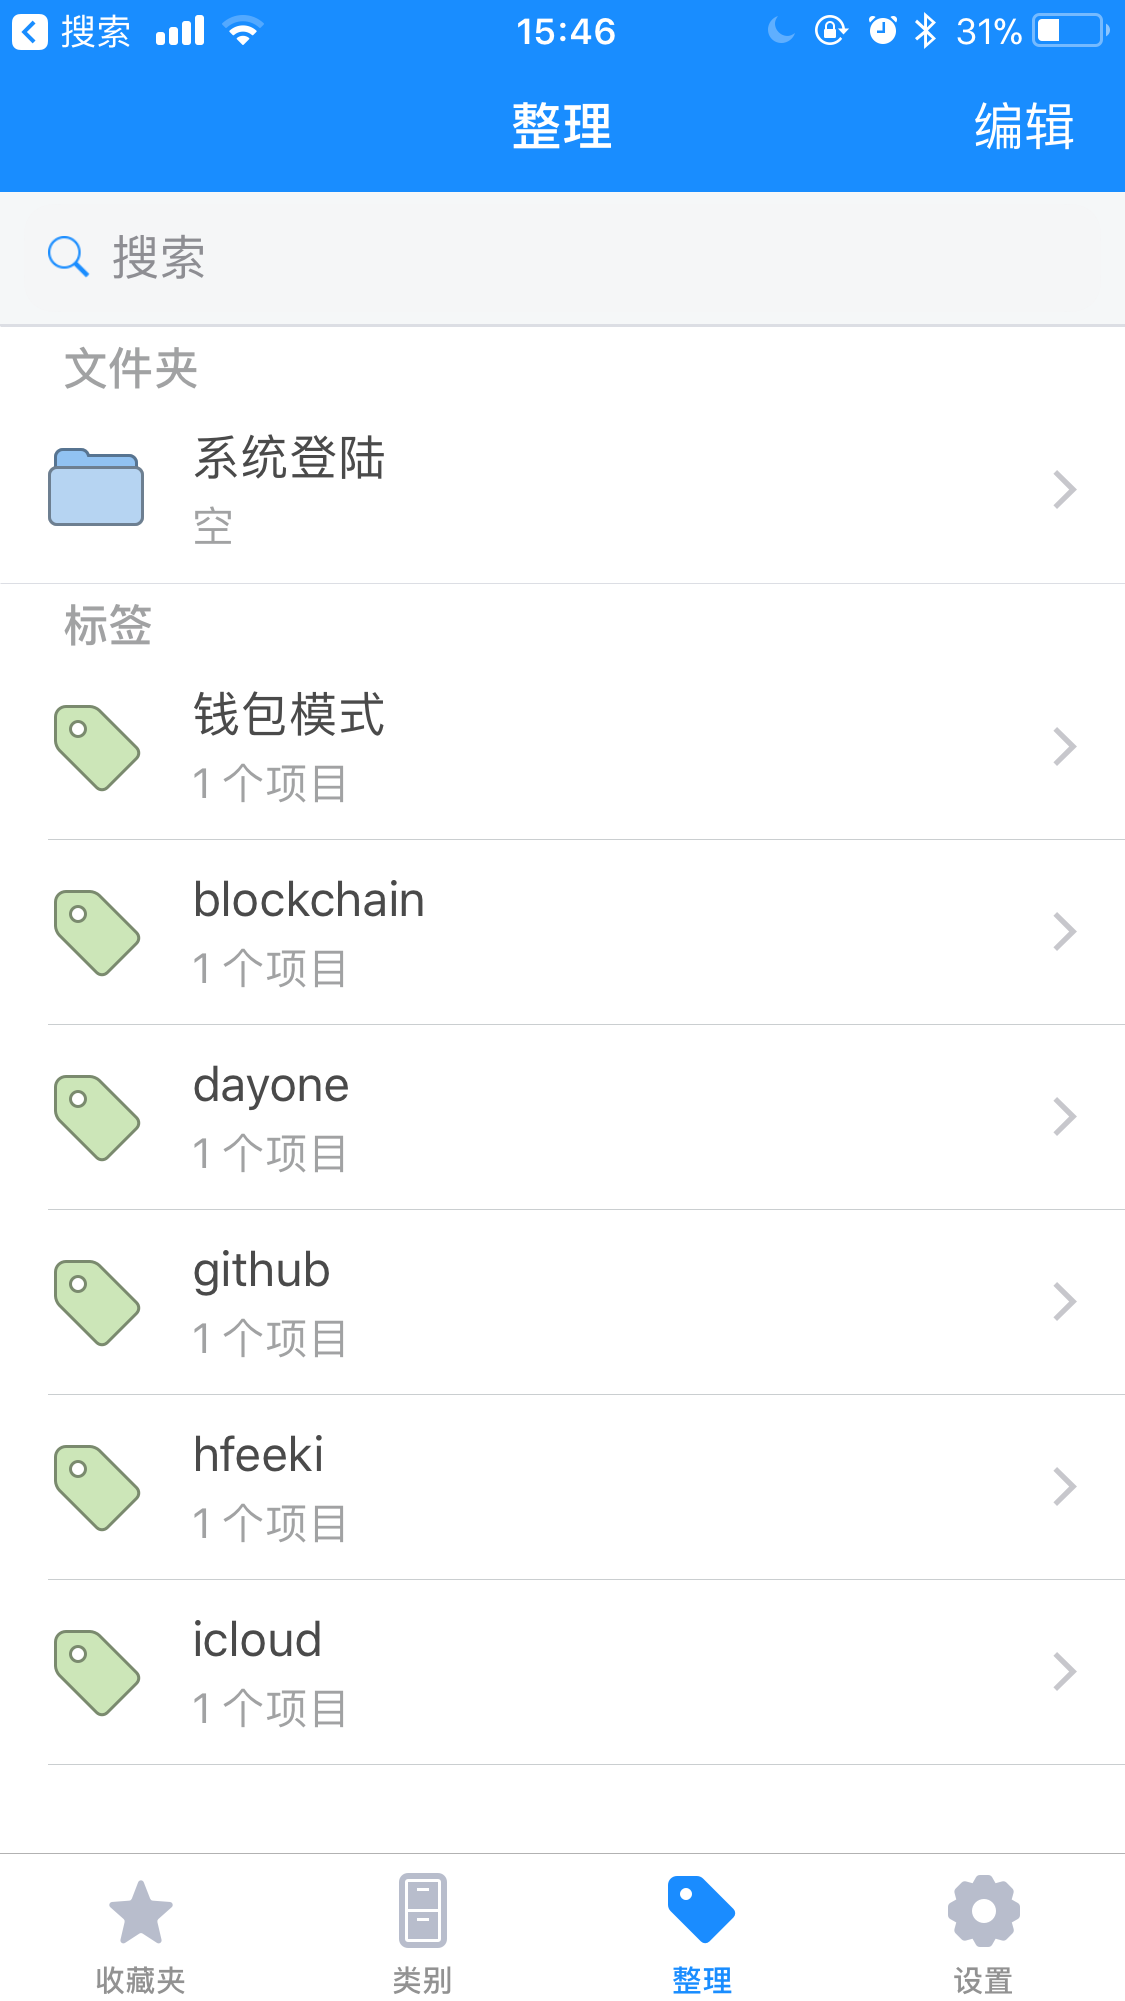 搜索 15:46 31%
整理 编辑
搜索
文件夹
系统登陆
空
标签
钱包模式
1 个项目
blockchain
1 个项目
dayone
1 个项目
github
1 个项目
hfeeki
1 个项目
icloud
1 个项目
收藏夹 类别 整理 设置